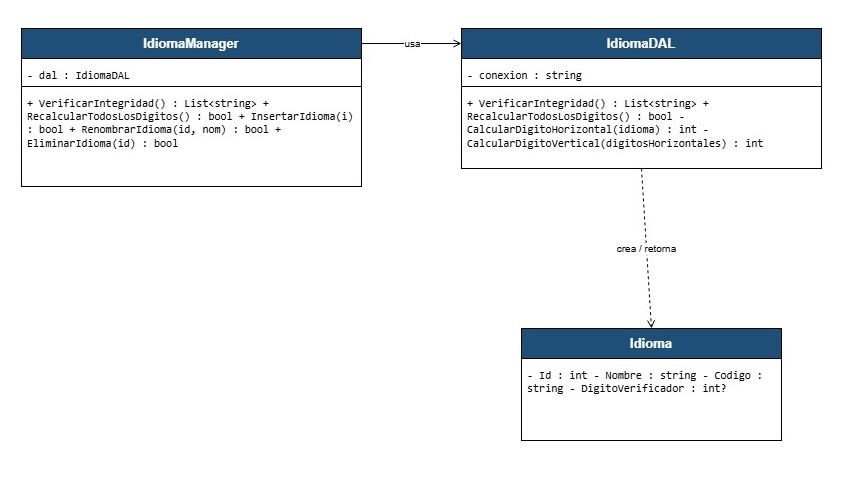 IdiomaManager
- dal : IdiomaDAL
+ VerificarIntegridad() : List<string> +
RecalcularTodosLosDigitos() : bool + InsertarIdioma(i)
: bool + RenombrarIdioma(id, nom) : bool +
EliminarIdioma(id) : bool
usa
IdiomaDAL
- conexion : string
+ VerificarIntegridad() : List<string> +
RecalcularTodosLosDigitos() : bool -
CalcularDigitoHorizontal(idioma) : int -
CalcularDigitoVertical(digitosHorizontales) : int
crea / retorna
Idioma
- Id : int - Nombre : string - Codigo :
string - DigitoVerificador : int?